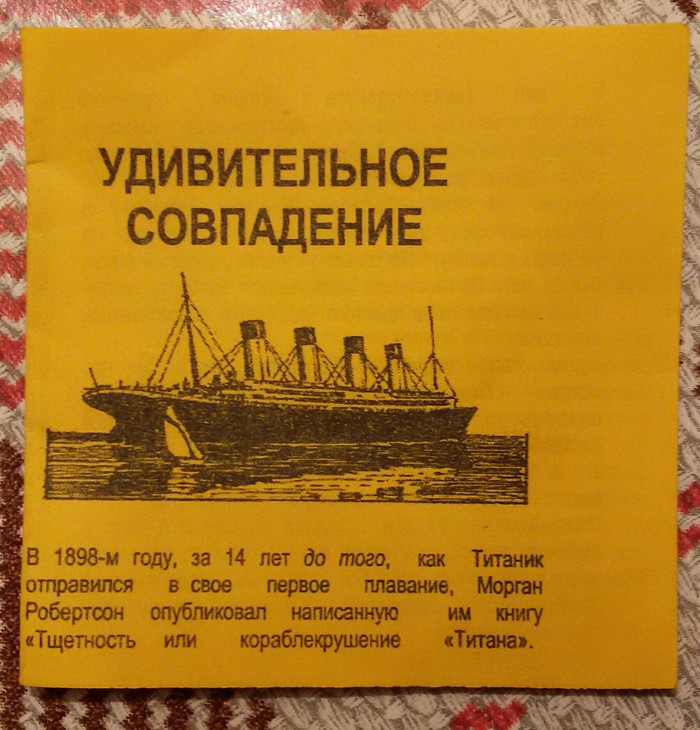 УДИВИТЕЛЬНОЕ
СОВПАДЕНИЕ
В 1898-м году, за 14 лет до того, как Титаник
отправился в свое первое плавание, Морган
Робертсон опубликовал написанную им книгу
«Тщетность или кораблекрушение «Титана».